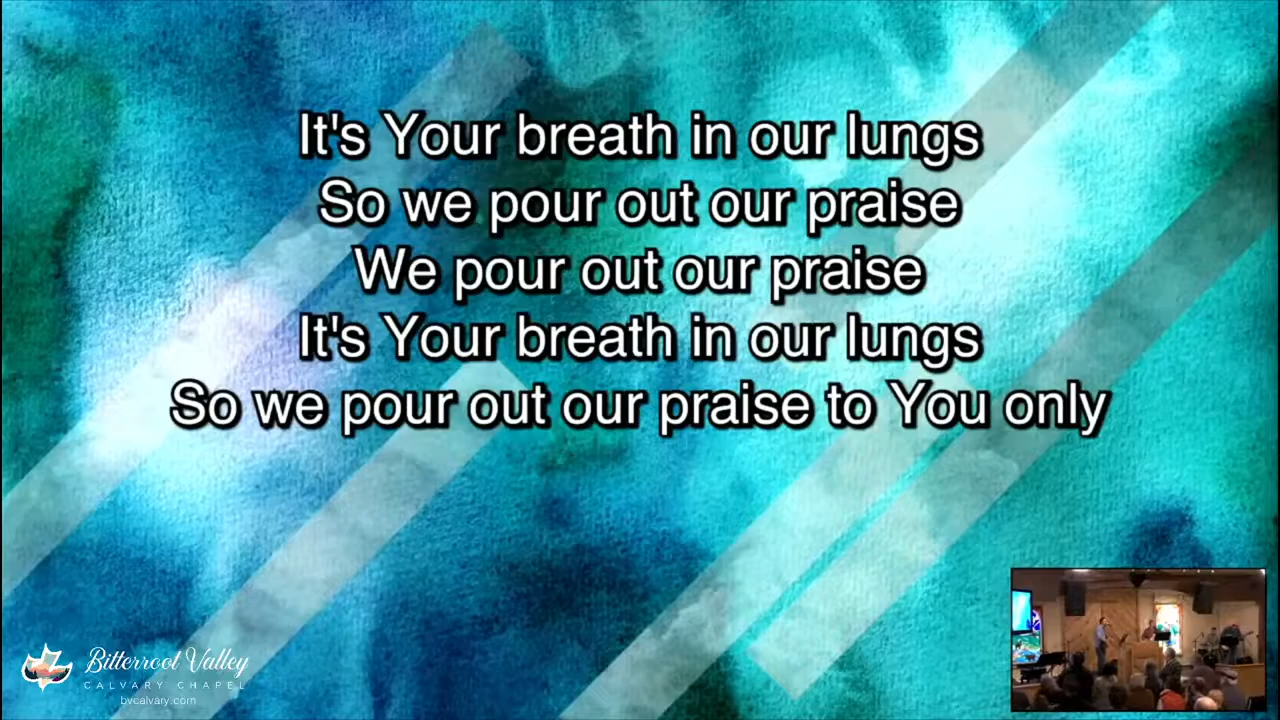 It's Your breath in our lungs
So we pour out our praise
We pour out our praise
It's Your breath in our lungs
So we pour out our praise to You only
Bitterroot Valley
CALVARY CHAPEL
bvcalvary.com